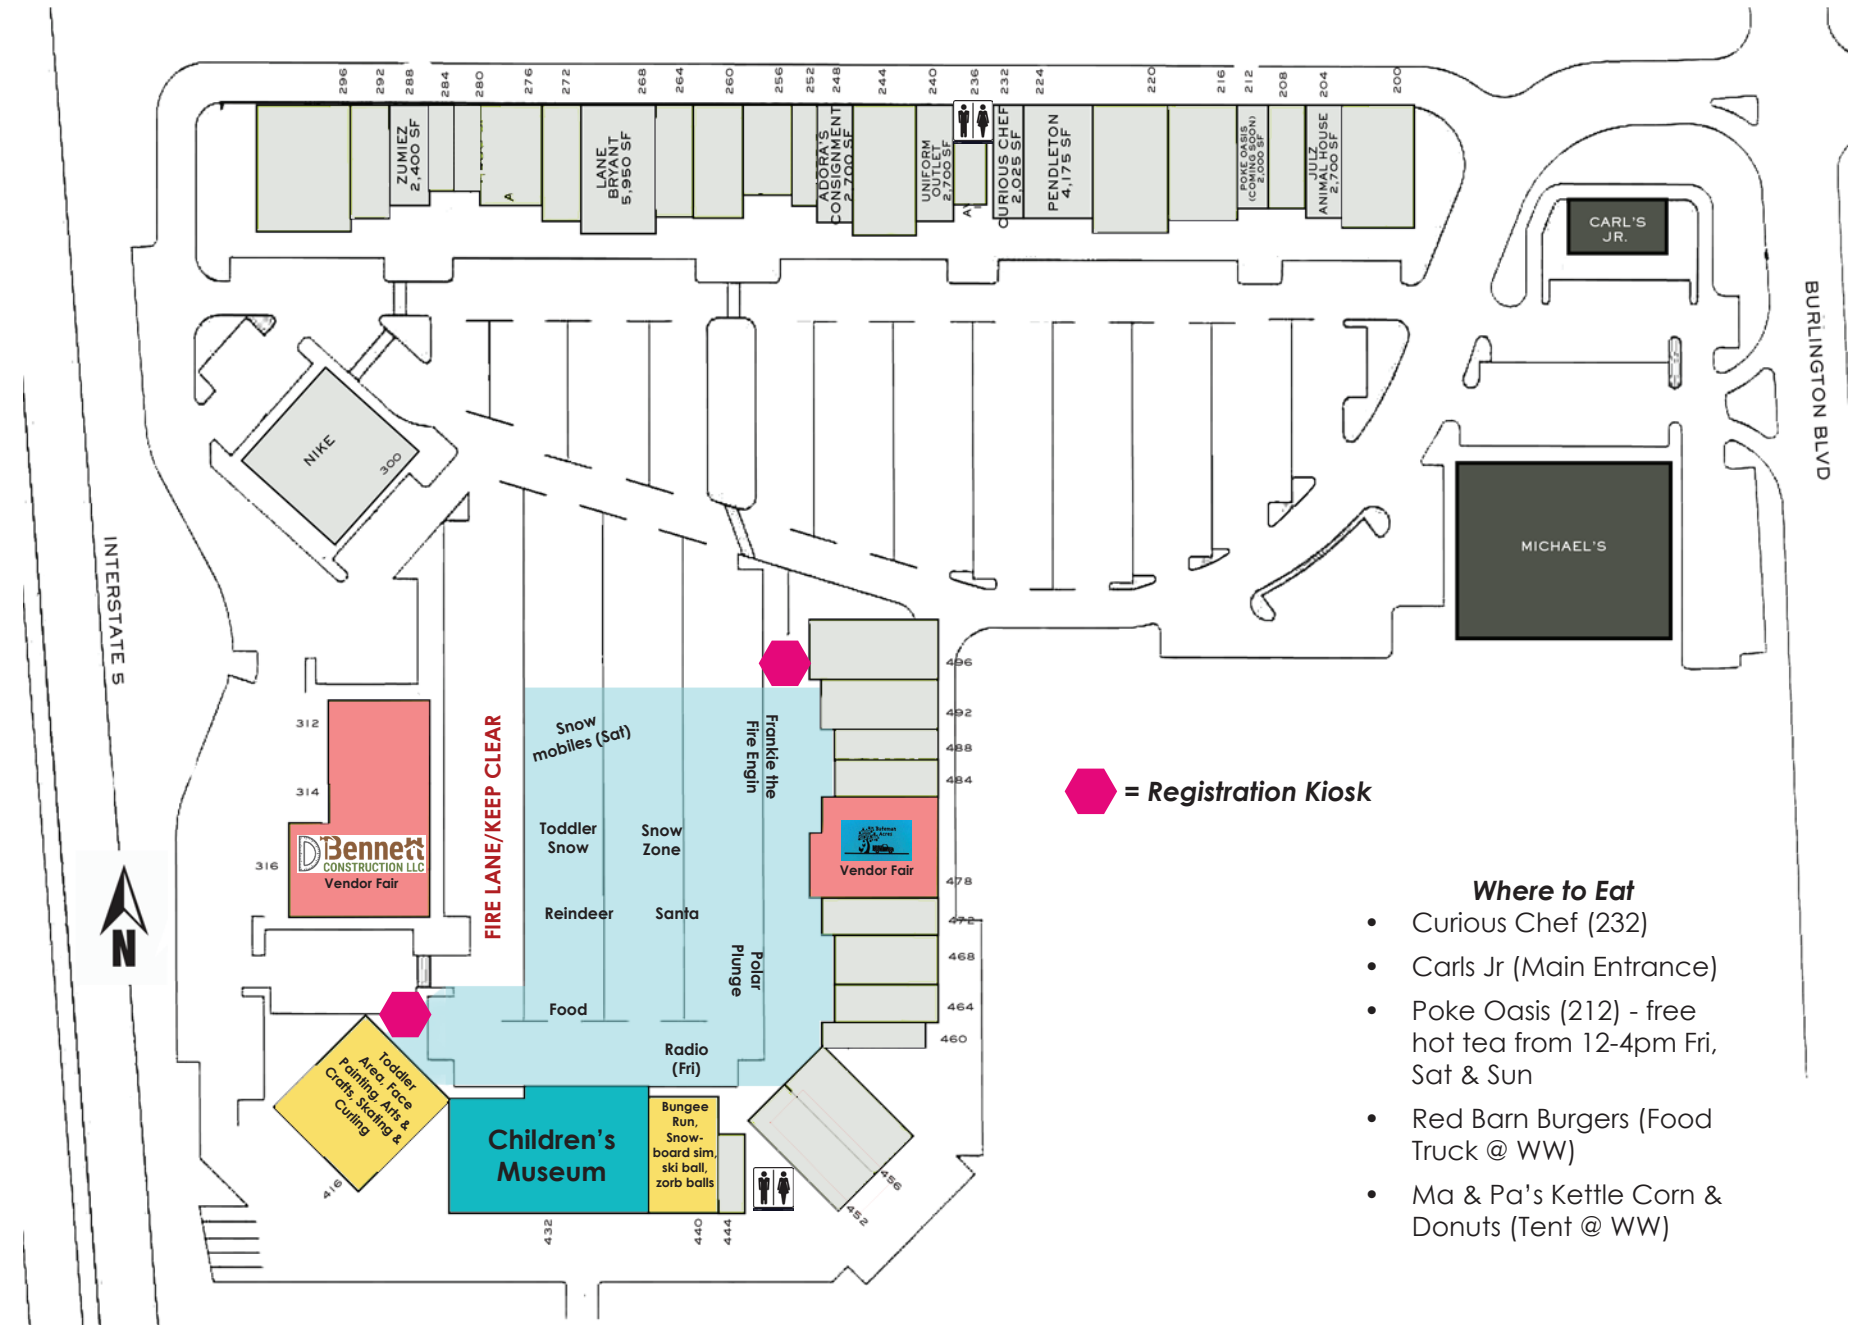 296
292
288
284
280
276
272
268
264
260
256
252
248
244
240
236
232
224
220
216
212
208
204
200
ZUMIEZ
2,400 SF
A
LANE
BRYANT
5,950 SF
ADORA'S
CONSIGNMENT
2,700 SF
UNIFORM
OUTLET
2,700 SF
CURIOUS CHEF
2,025 SF
PENDLETON
4,175 SF
POKE OASIS
(COMING SOON)
2,000 SF
JULZ
ANIMAL HOUSE
2,700 SF
CARL'S
JR.
BURLINGTON BLVD
NIKE
300
MICHAEL'S
INTERSTATE 5
312
314
316
Bennett
CONSTRUCTION LLC
Vendor Fair
FIRE LANE/KEEP CLEAR
Snow
mobiles (Sat)
Frankie the
Fire Engin
Toddler
Snow
Snow
Zone
Reindeer
Santa
Polar
Plunge
Food
Radio
(Fri)
Vendor Fair
496
492
488
484
478
472
468
464
460
456
452
N
Toddler
Area, Face
Painting, Arts &
Crafts, Skating &
Curling
416
Children's
Museum
432
Bungee
Run,
Snow-
board sim,
ski ball,
zorb balls
440
444
= Registration Kiosk
Where to Eat
• Curious Chef (232)
• Carls Jr (Main Entrance)
• Poke Oasis (212) - free
hot tea from 12-4pm Fri,
Sat & Sun
• Red Barn Burgers (Food
Truck @ WW)
• Ma & Pa's Kettle Corn &
Donuts (Tent @ WW)